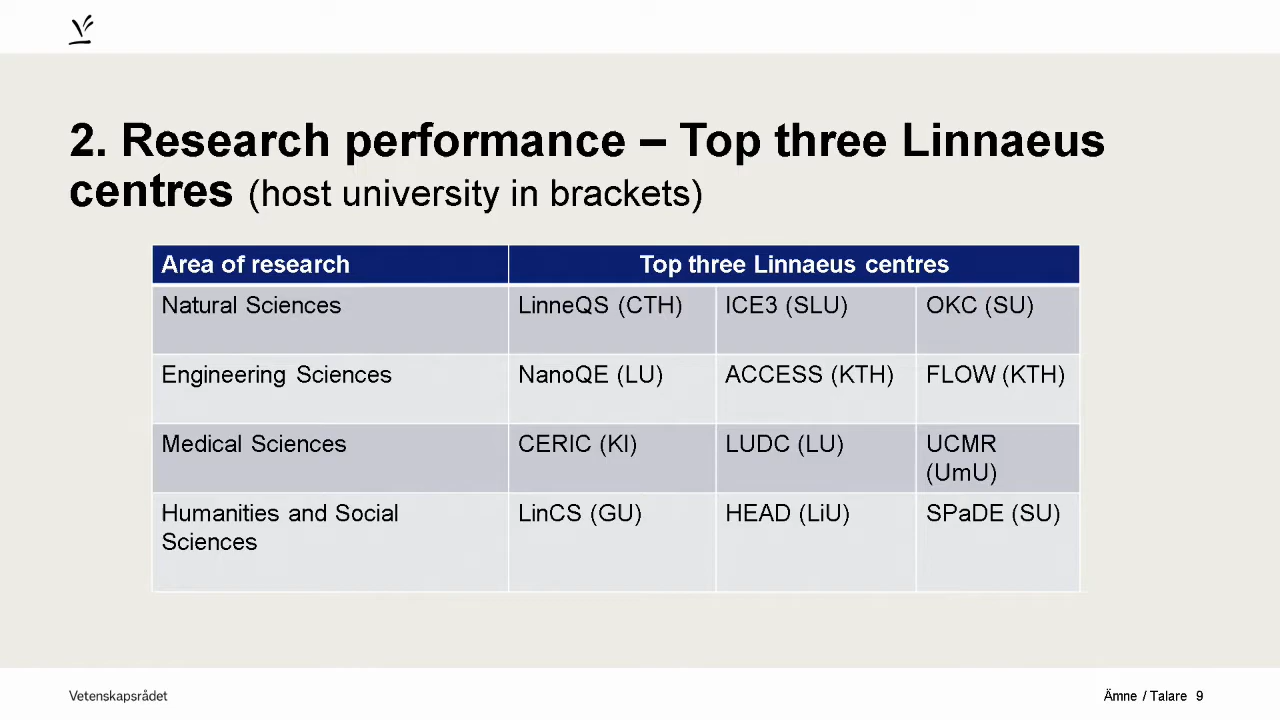 2. Research performance – Top three Linnaeus
centres (host university in brackets)
Area of research Top three Linnaeus centres
Natural Sciences LinneQS (CTH) ICE3 (SLU) OKC (SU)
Engineering Sciences NanoQE (LU) ACCESS (KTH) FLOW (KTH)
Medical Sciences CERIC (KI) LUDC (LU) UCMR
(UmU)
Humanities and Social LinCS (GU) HEAD (LiU) SPaDE (SU)
Sciences
Vetenskapsrådet Ämne / Talare 9